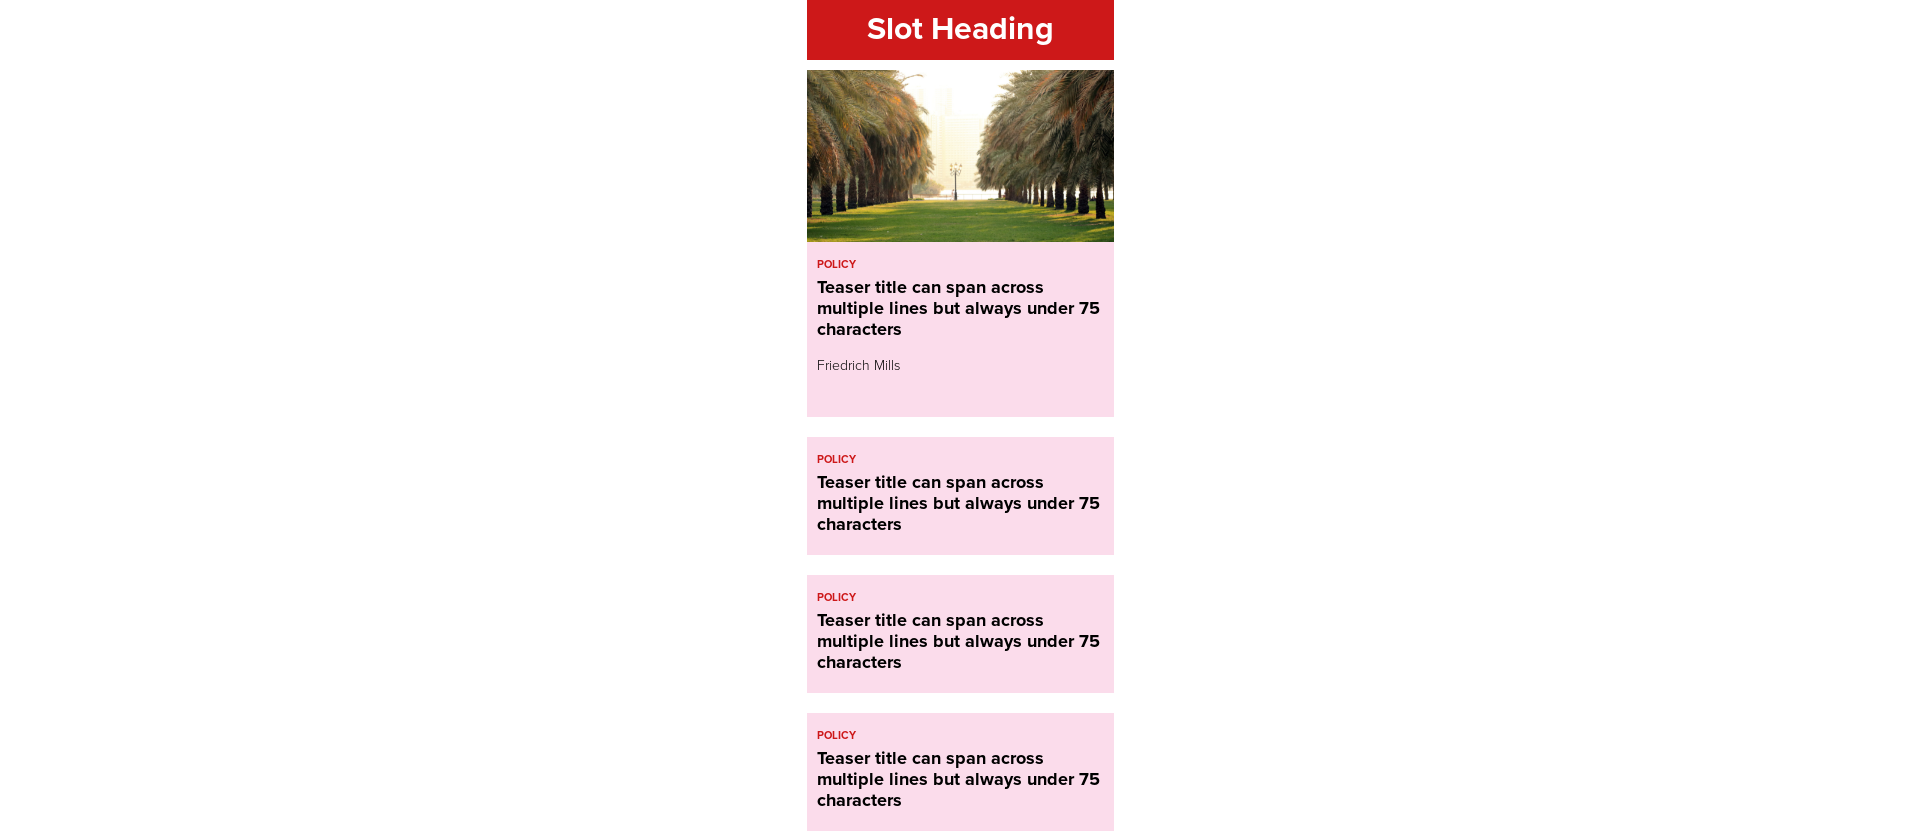 Slot Heading
POLICY
Teaser title can span across
multiple lines but always under 75
characters
Friedrich Mills
POLICY
Teaser title can span across
multiple lines but always under 75
characters
POLICY
Teaser title can span across
multiple lines but always under 75
characters
POLICY
Teaser title can span across
multiple lines but always under 75
characters